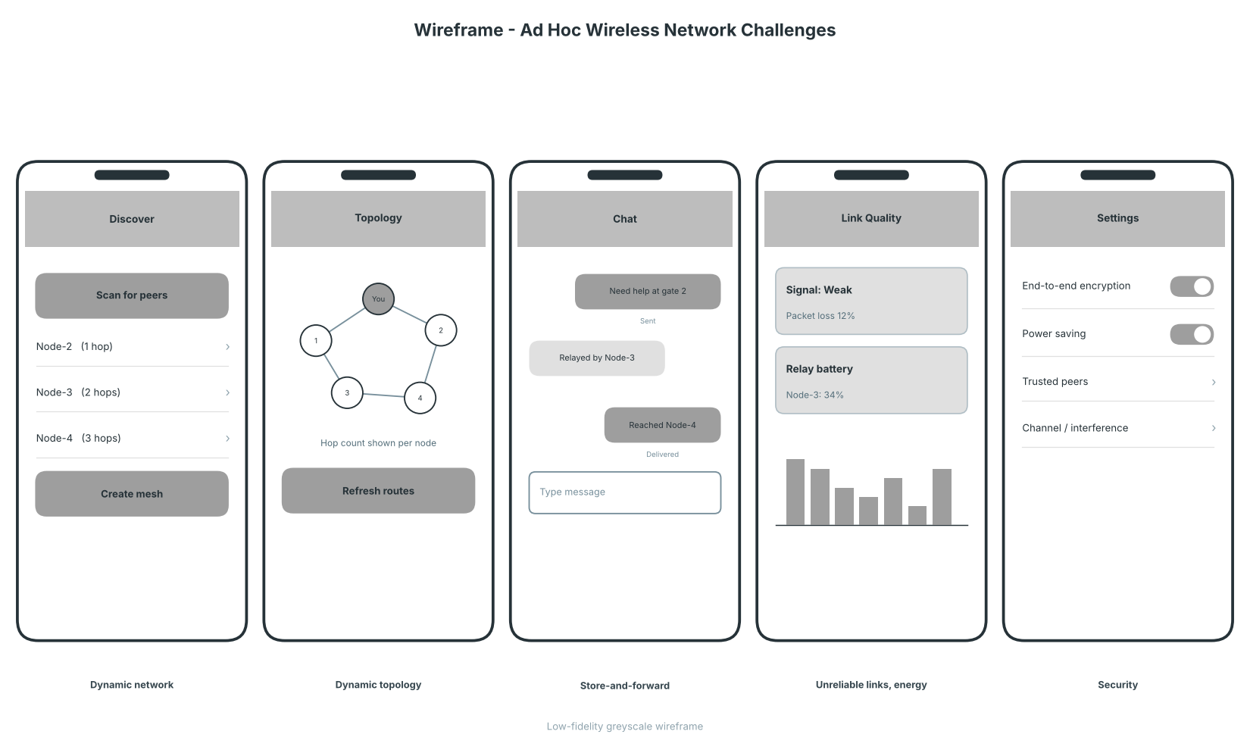 Wireframe - Ad Hoc Wireless Network Challenges
Discover
Scan for peers
Node-2 (1 hop)
Node-3 (2 hops)
Node-4 (3 hops)
Create mesh
Topology
You
1
2
3
4
Hop count shown per node
Refresh routes
Chat
Need help at gate 2
Sent
Relayed by Node-3
Reached Node-4
Delivered
Type message
Link Quality
Signal: Weak
Packet loss 12%
Relay battery
Node-3: 34%
Settings
End-to-end encryption
Power saving
Trusted peers
Channel / interference
Dynamic network
Dynamic topology
Store-and-forward
Unreliable links, energy
Security
Low-fidelity greyscale wireframe